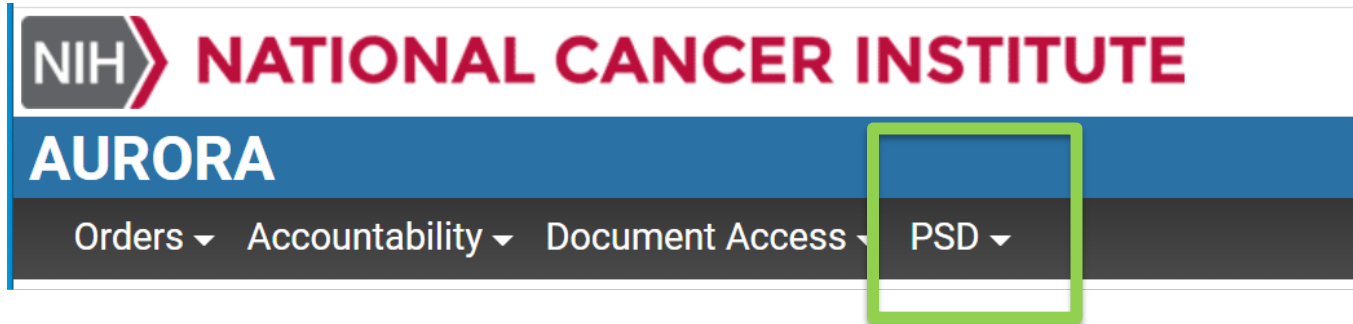 NIH NATIONAL CANCER INSTITUTE
AURORA
Orders Accountability Document Access PSD